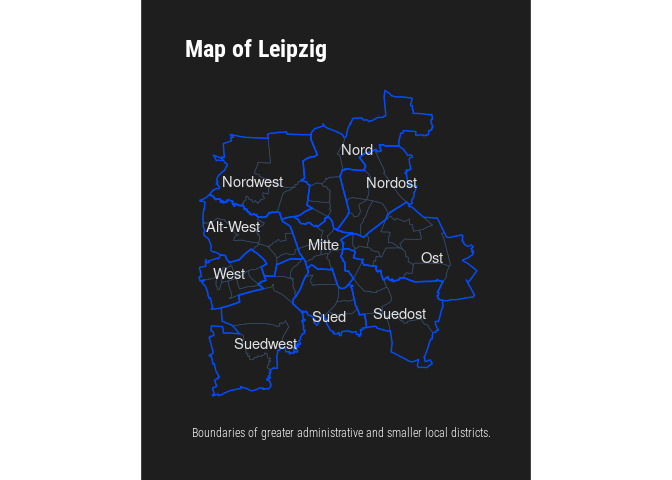 Map of Leipzig
Nord
Nordwest
Nordost
Alt-West
Mitte
Ost
West
Sued
Suedost
Suedwest
Boundaries of greater administrative and smaller local districts.